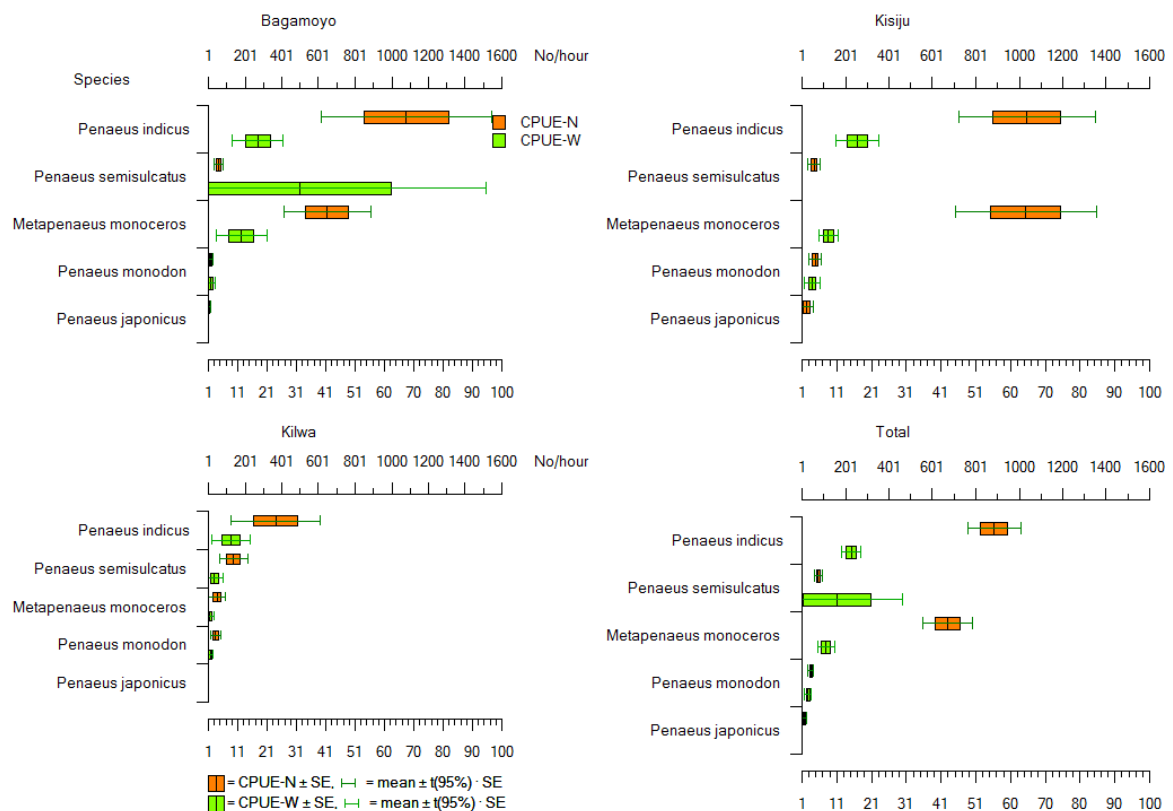 Bagamoyo
1 201 401 601 801 1000 1200 1400 1600 No/hour
Species
Penaeus indicus
Penaeus semisulcatus
Metapenaeus monoceros
Penaeus monodon
Penaeus japonicus
CPUE-N
CPUE-W
1 11 21 31 41 51 60 70 80 90 100
Kisiju
1 201 401 601 801 1000 1200 1400 1600
Penaeus indicus
Penaeus semisulcatus
Metapenaeus monoceros
Penaeus monodon
Penaeus japonicus
1 11 21 31 41 51 60 70 80 90 100
Kilwa
1 201 401 601 801 1000 1200 1400 1600 No/hour
Penaeus indicus
Penaeus semisulcatus
Metapenaeus monoceros
Penaeus monodon
Penaeus japonicus
1 11 21 31 41 51 60 70 80 90 100
= CPUE-N ± SE, = mean ± t(95%) · SE
= CPUE-W ± SE, = mean ± t(95%) · SE
Total
1 201 401 601 801 1000 1200 1400 1600
Penaeus indicus
Penaeus semisulcatus
Metapenaeus monoceros
Penaeus monodon
Penaeus japonicus
1 11 21 31 41 51 60 70 80 90 100